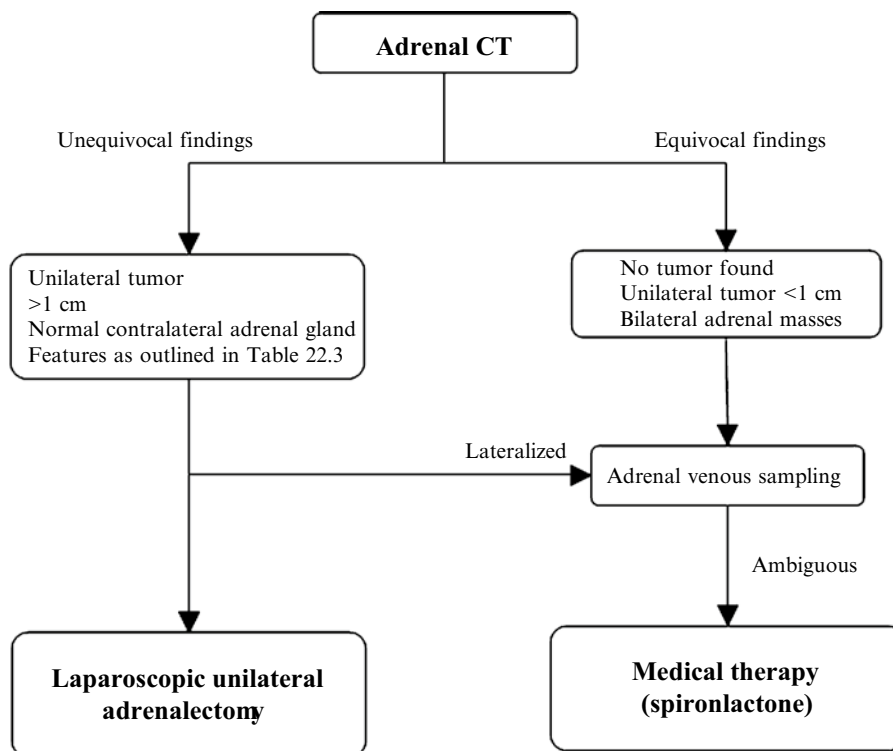 Adrenal CT
Unequivocal findings
Equivocal findings
Unilateral tumor
>1 cm
Normal contralateral adrenal gland
Features as outlined in Table 22.3
No tumor found
Unilateral tumor <1 cm
Bilateral adrenal masses
Lateralized
Adrenal venous sampling
Ambiguous
Laparoscopic unilateral
adrenalectomy
Medical therapy
(spironlactone)